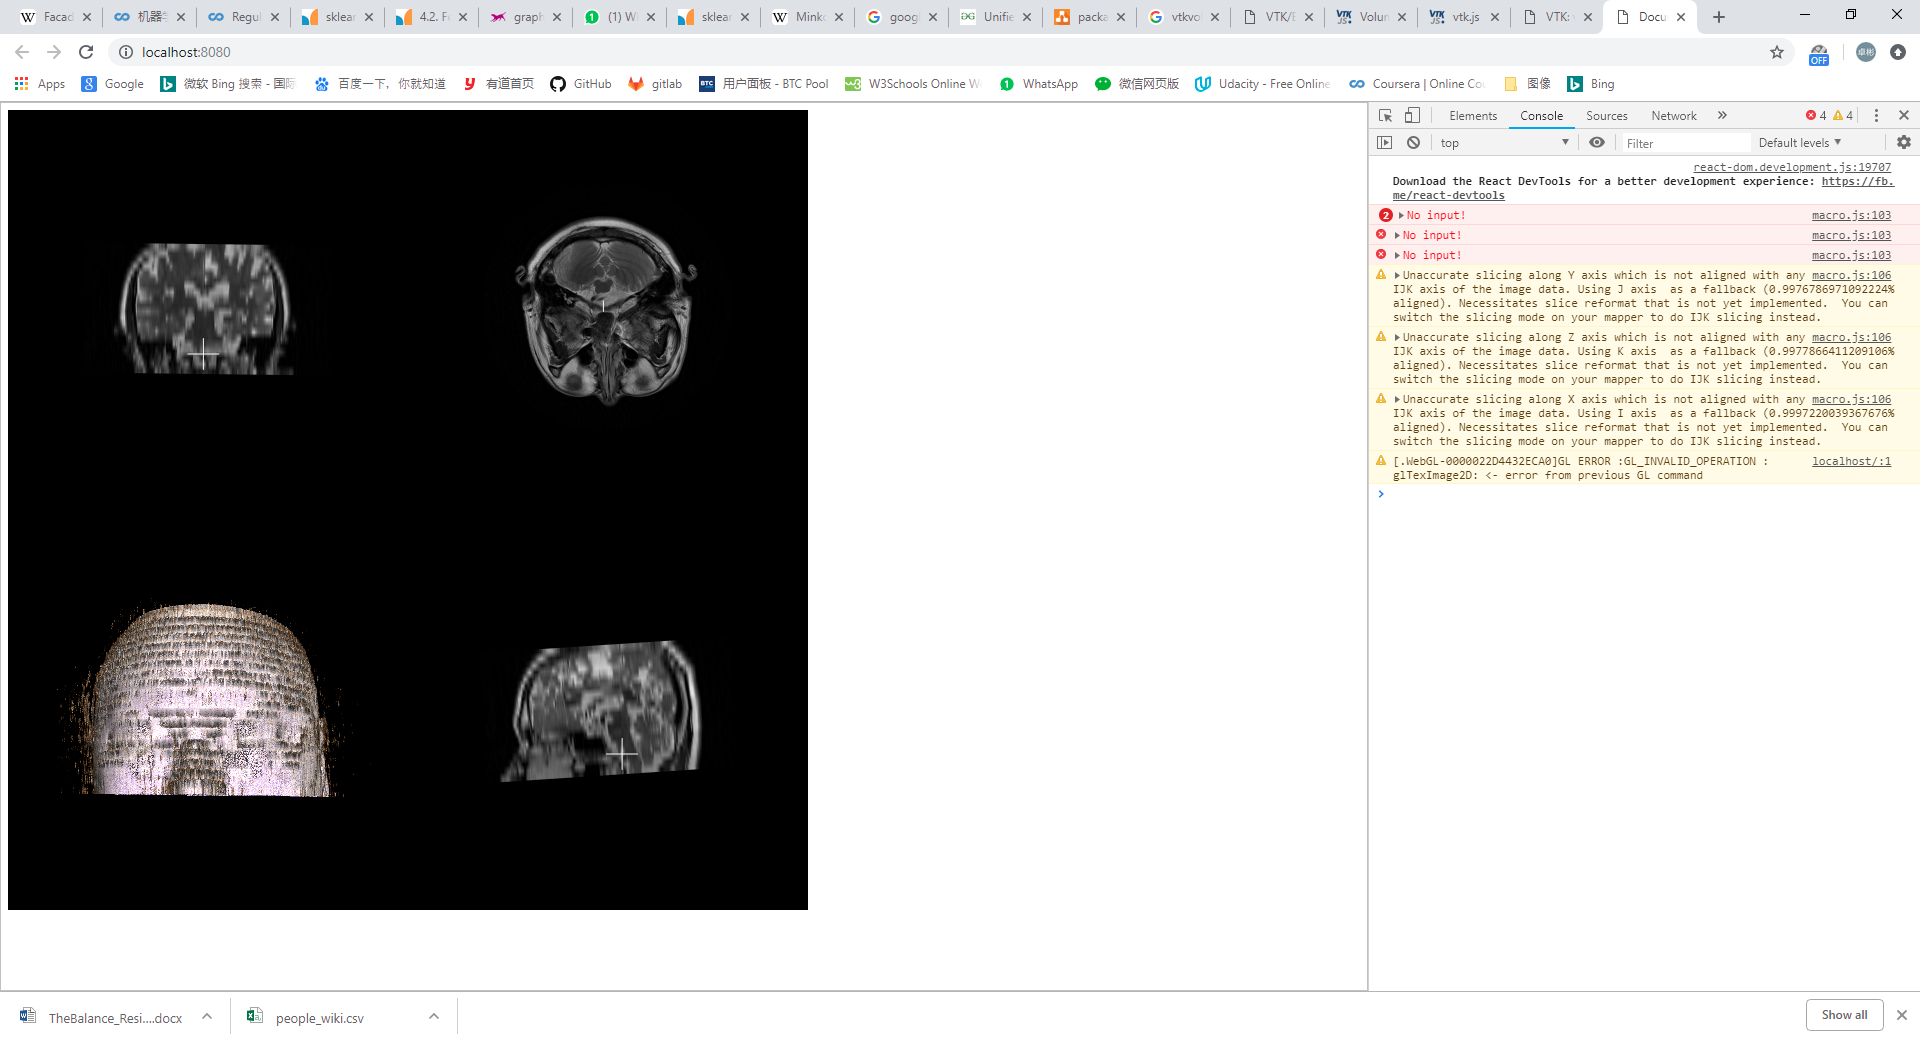 Facad
机器学
Regul
sklear
4.2. Fe
graph
(1) Wh
sklear
Minko
googl
Unifie
packa
vtkvo
VTK/E
Volum
vtk.js
VTK: v
Docu
localhost:8080
OFF
卓彬
Apps
Google
微软 Bing 搜索 - 国际
百度一下，你就知道
有道首页
GitHub
gitlab
用户面板 - BTC Pool
W3Schools Online W
WhatsApp
微信网页版
Udacity - Free Online
Coursera | Online Co
图像
Bing
Elements
Console
Sources
Network
4
4
top
Filter
Default levels
react-dom.development.js:19707
Download the React DevTools for a better development experience: https://fb.
me/react-devtools
2 No input! macro.js:103
No input! macro.js:103
No input! macro.js:103
Unaccurate slicing along Y axis which is not aligned with any macro.js:106
IJK axis of the image data. Using J axis  as a fallback (0.9976786971092224%
aligned). Necessitates slice reformat that is not yet implemented.  You can
switch the slicing mode on your mapper to do IJK slicing instead.
Unaccurate slicing along Z axis which is not aligned with any macro.js:106
IJK axis of the image data. Using K axis  as a fallback (0.9977866411209106%
aligned). Necessitates slice reformat that is not yet implemented.  You can
switch the slicing mode on your mapper to do IJK slicing instead.
Unaccurate slicing along X axis which is not aligned with any macro.js:106
IJK axis of the image data. Using I axis  as a fallback (0.9997220039367676%
aligned). Necessitates slice reformat that is not yet implemented.  You can
switch the slicing mode on your mapper to do IJK slicing instead.
[.WebGL-0000022D4432ECA0]GL ERROR :GL_INVALID_OPERATION : localhost/:1
glTexImage2D: <- error from previous GL command
TheBalance_Resi....docx
people_wiki.csv
Show all